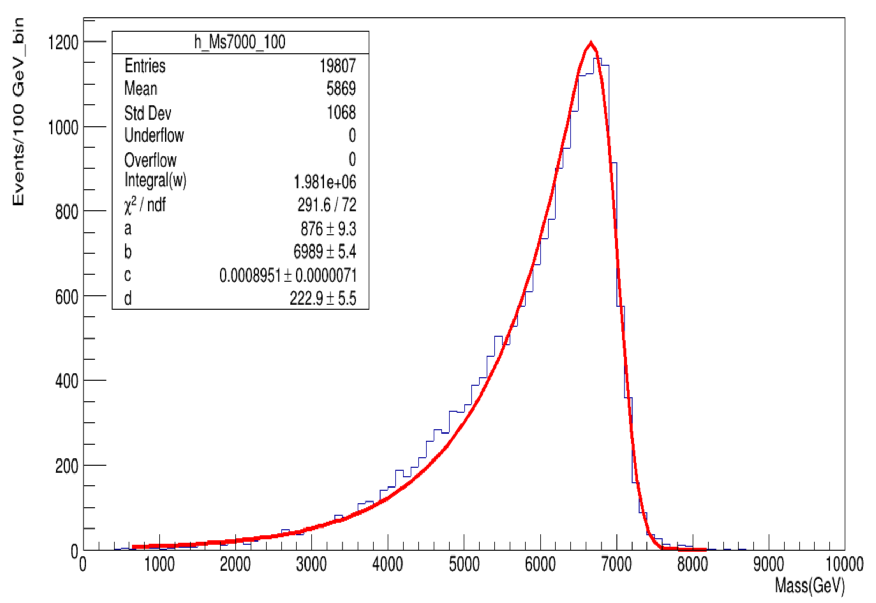 h_Ms7000_100
Entries 19807
Mean 5869
Std Dev 1068
Underflow 0
Overflow 0
Integral(w) 1.981e+06
χ² / ndf 291.6 / 72
a 876 ± 9.3
b 6989 ± 5.4
c 0.0008951 ± 0.0000071
d 222.9 ± 5.5
Events/100 GeV_bin
1200
1000
800
600
400
200
0
0 1000 2000 3000 4000 5000 6000 7000 8000 9000 10000
Mass(GeV)